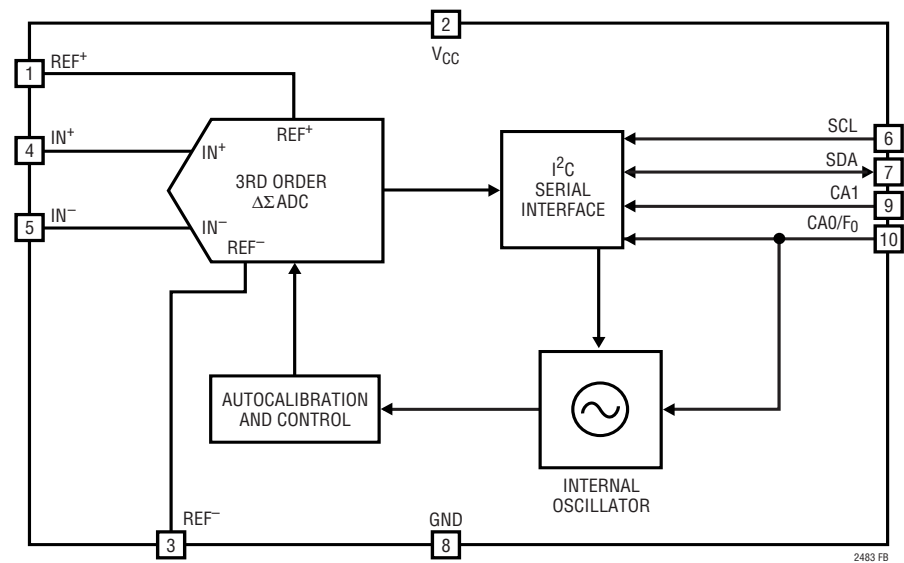 2
VCC
1
REF⁺
REF⁺
4
IN⁺
IN⁺
3RD ORDER
ΔΣ ADC
5
IN⁻
IN⁻
REF⁻
I²C
SERIAL
INTERFACE
SCL
6
SDA
7
CA1
9
CA0/F₀
10
AUTOCALIBRATION
AND CONTROL
INTERNAL
OSCILLATOR
REF⁻
3
GND
8
2483 FB